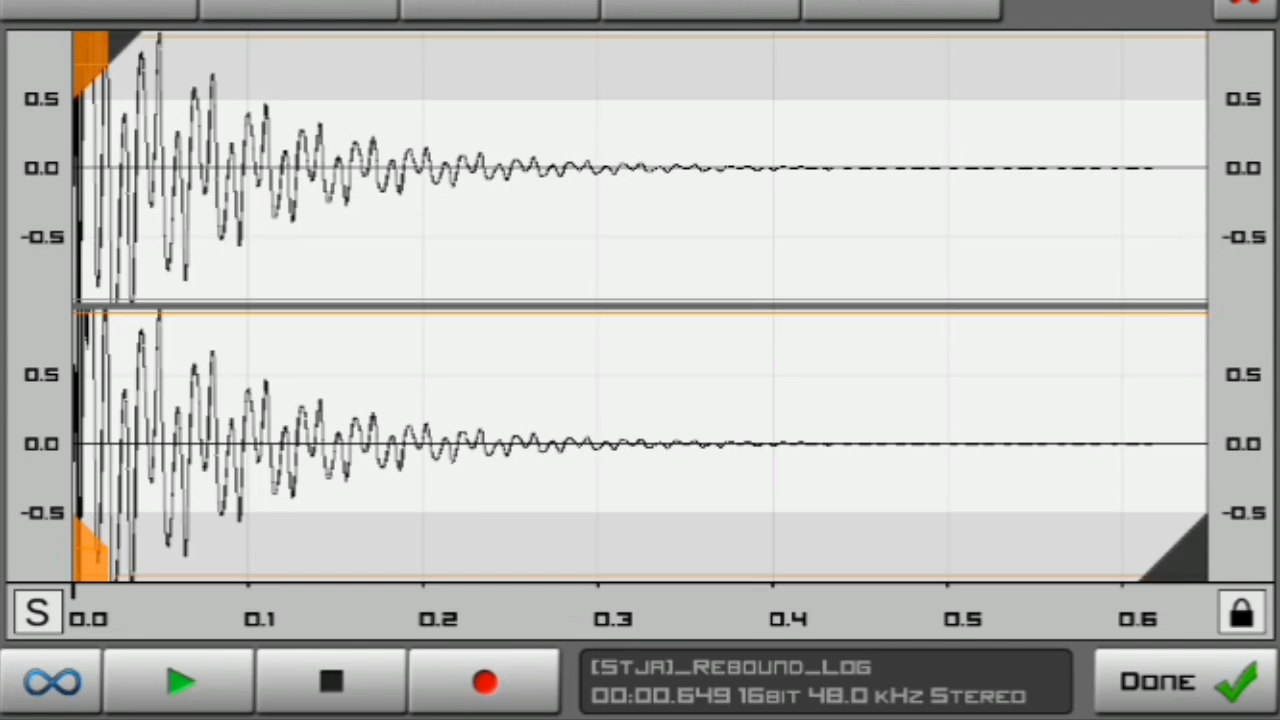 0.5 0.5
0.0 0.0
-0.5 -0.5
0.5 0.5
0.0 0.0
-0.5 -0.5
S 0.0 0.1 0.2 0.3 0.4 0.5 0.6
[STJA]_REBOUND_LOG
00:00.649 16BIT 48.0 KHZ STEREO
DONE